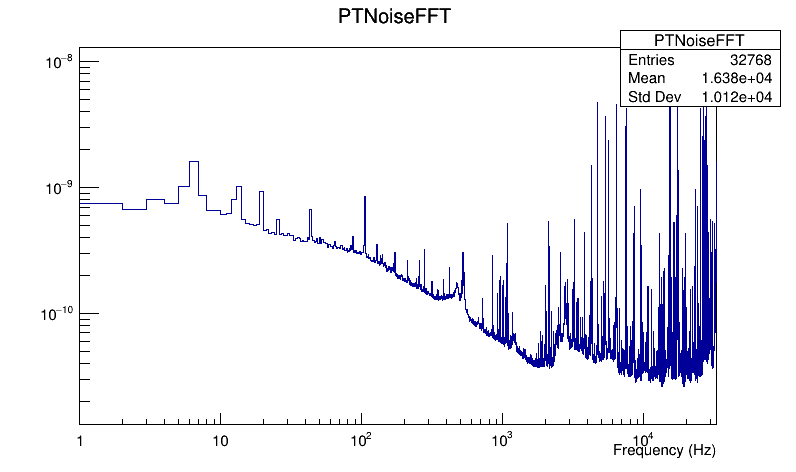 PTNoiseFFT
PTNoiseFFT
Entries 32768
Mean 1.638e+04
Std Dev 1.012e+04
10⁻⁸
10⁻⁹
10⁻¹⁰
1 10 10² 10³ 10⁴
Frequency (Hz)